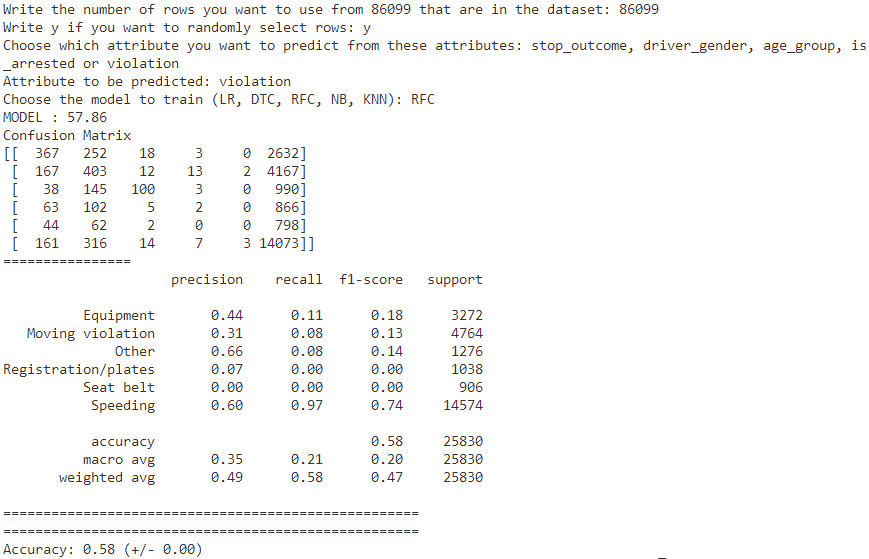 Write the number of rows you want to use from 86099 that are in the dataset: 86099
Write y if you want to randomly select rows: y
Choose which attribute you want to predict from these attributes: stop_outcome, driver_gender, age_group, is
_arrested or violation
Attribute to be predicted: violation
Choose the model to train (LR, DTC, RFC, NB, KNN): RFC
MODEL : 57.86
Confusion Matrix
[[  367   252    18     3     0  2632]
 [  167   403    12    13     2  4167]
 [   38   145   100     3     0   990]
 [   63   102     5     2     0   866]
 [   44    62     2     0     0   798]
 [  161   316    14     7     3 14073]]
================
                     precision    recall  f1-score   support

          Equipment       0.44      0.11      0.18      3272
   Moving violation       0.31      0.08      0.13      4764
              Other       0.66      0.08      0.14      1276
Registration/plates       0.07      0.00      0.00      1038
          Seat belt       0.00      0.00      0.00       906
           Speeding       0.60      0.97      0.74     14574

           accuracy                           0.58     25830
          macro avg       0.35      0.21      0.20     25830
       weighted avg       0.49      0.58      0.47     25830

====================================================
====================================================
Accuracy: 0.58 (+/- 0.00)